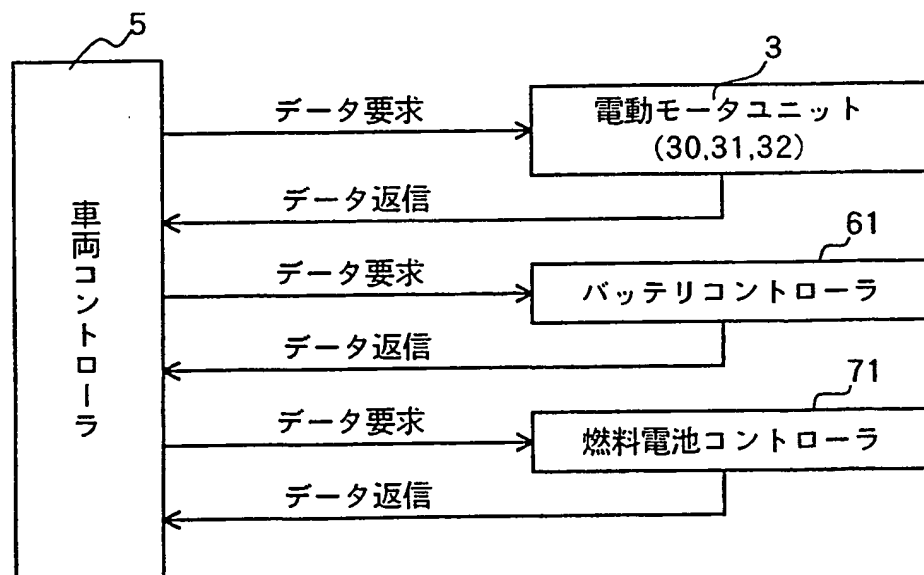 5
車両コントローラ
データ要求
3
電動モータユニット
(30,31,32)
データ返信
データ要求
61
バッテリコントローラ
データ返信
データ要求
71
燃料電池コントローラ
データ返信